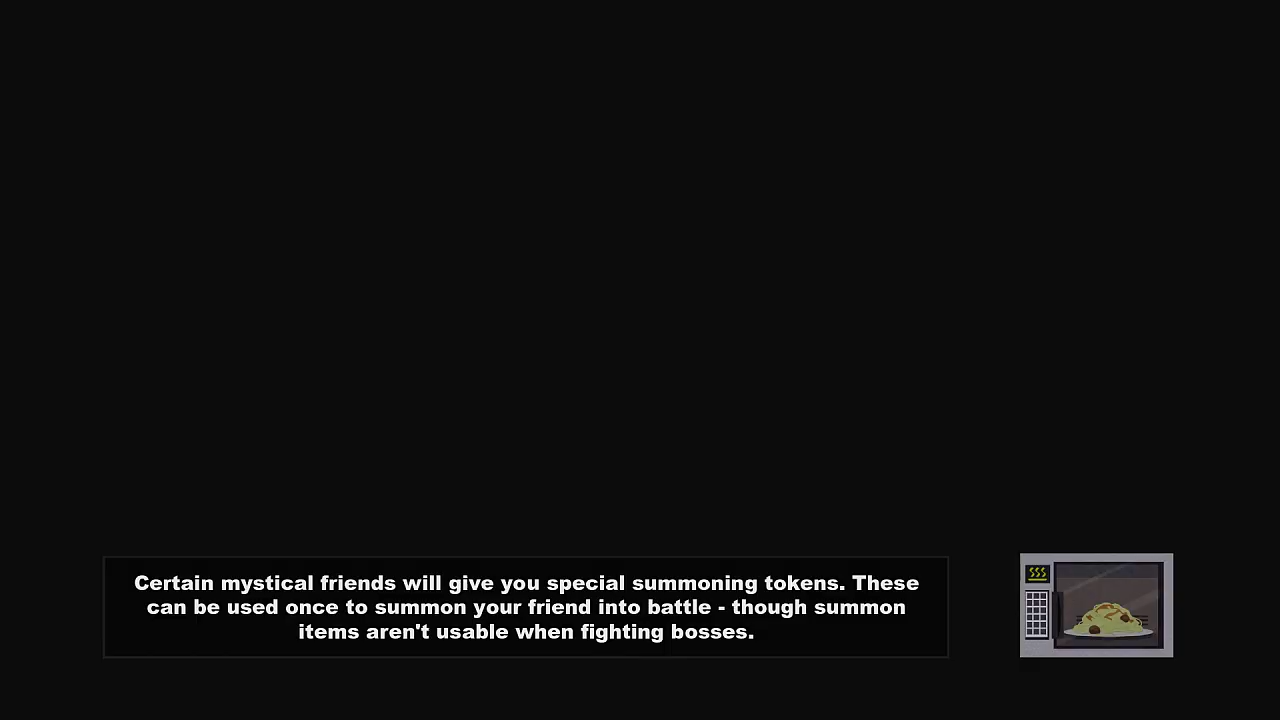 Certain mystical friends will give you special summoning tokens. These
can be used once to summon your friend into battle - though summon
items aren't usable when fighting bosses.